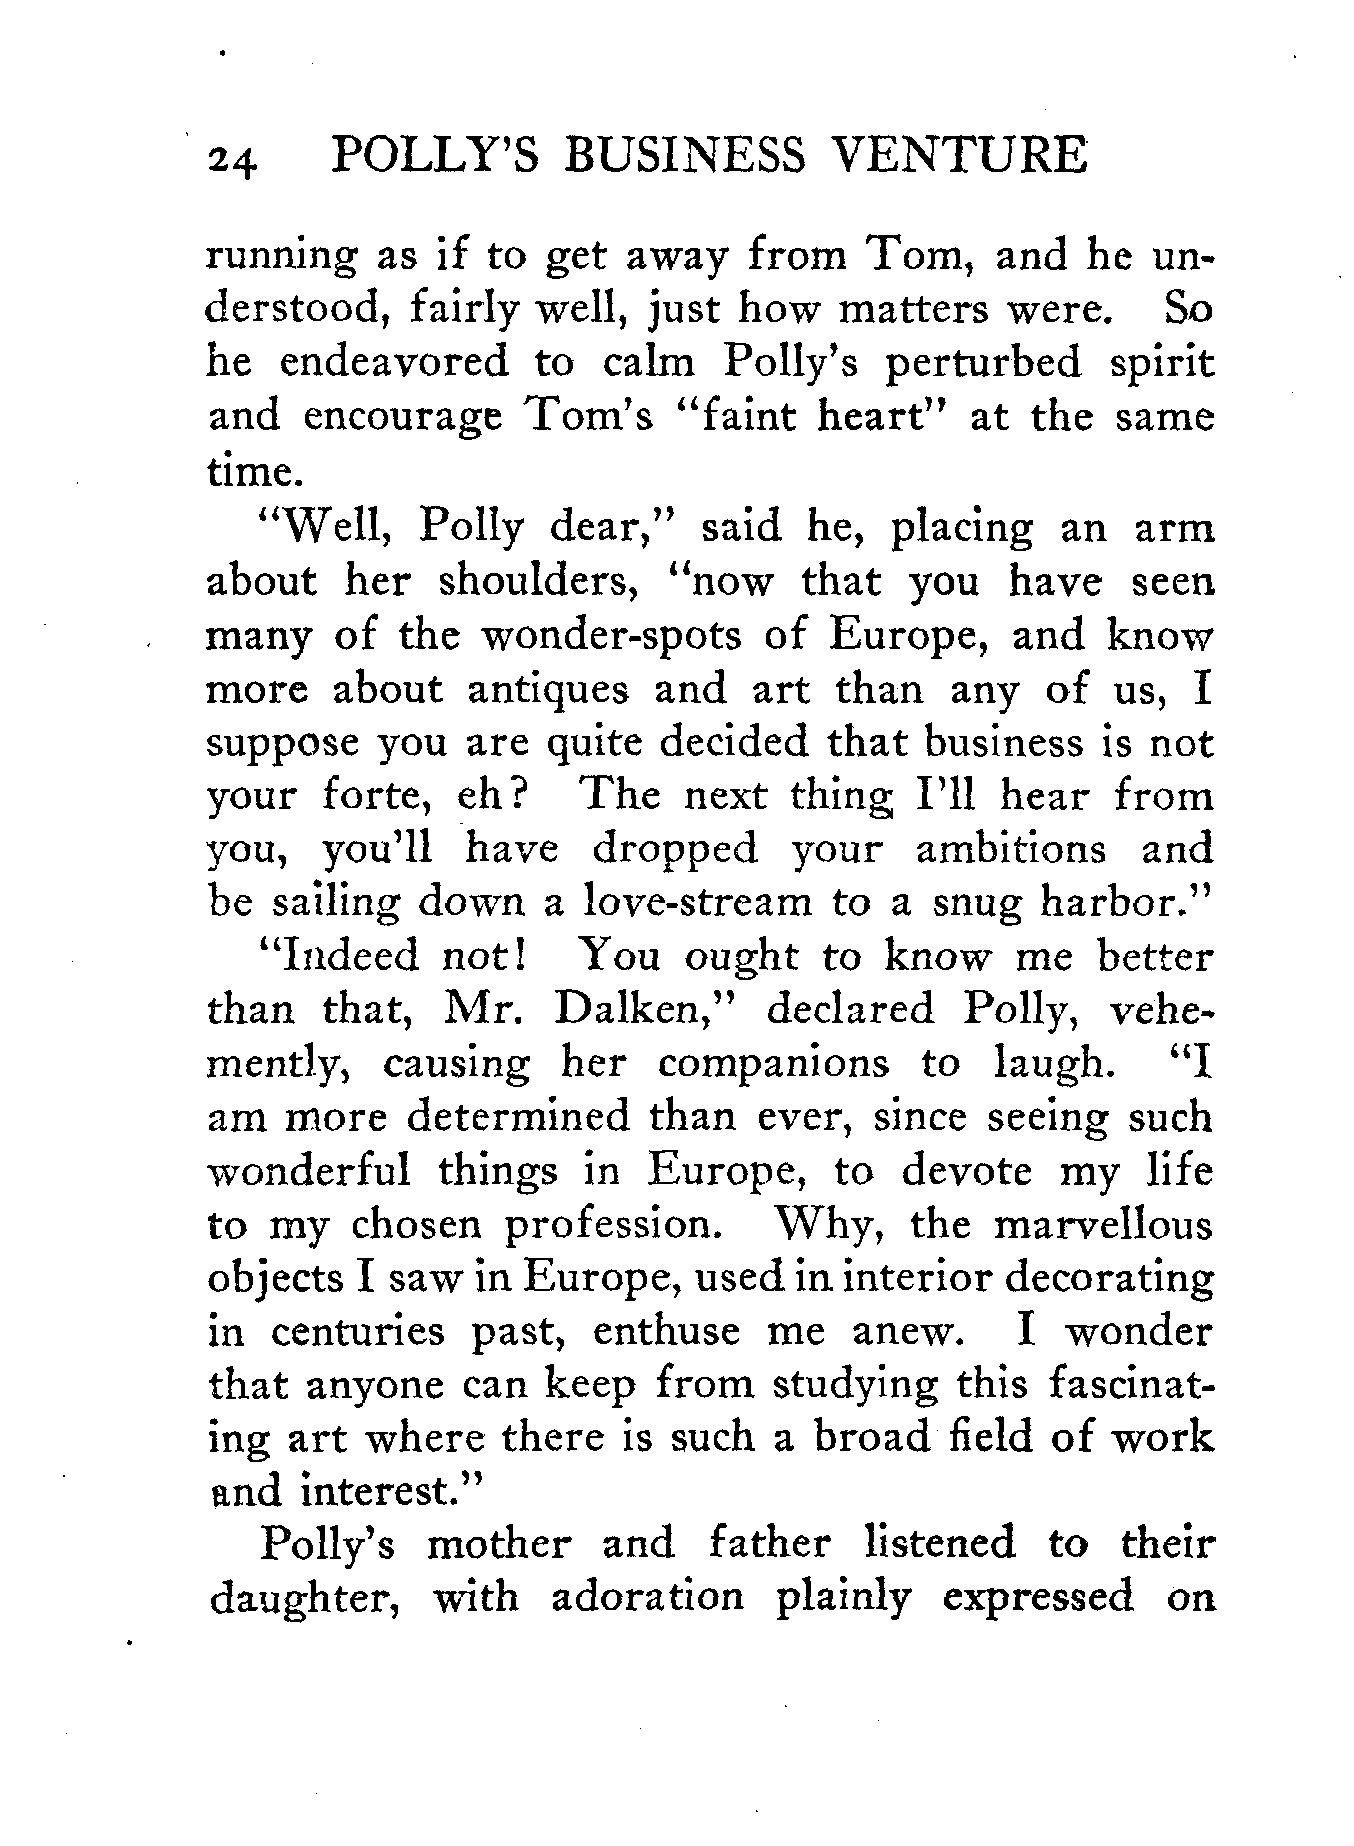 24 POLLY'S BUSINESS VENTURE
running as if to get away from Tom, and he un-
derstood, fairly well, just how matters were. So
he endeavored to calm Polly's perturbed spirit
and encourage Tom's "faint heart" at the same
time.
"Well, Polly dear," said he, placing an arm
about her shoulders, "now that you have seen
many of the wonder-spots of Europe, and know
more about antiques and art than any of us, I
suppose you are quite decided that business is not
your forte, eh? The next thing I'll hear from
you, you'll have dropped your ambitions and
be sailing down a love-stream to a snug harbor."
"Indeed not! You ought to know me better
than that, Mr. Dalken," declared Polly, vehe-
mently, causing her companions to laugh. "I
am more determined than ever, since seeing such
wonderful things in Europe, to devote my life
to my chosen profession. Why, the marvellous
objects I saw in Europe, used in interior decorating
in centuries past, enthuse me anew. I wonder
that anyone can keep from studying this fascinat-
ing art where there is such a broad field of work
and interest."
Polly's mother and father listened to their
daughter, with adoration plainly expressed on